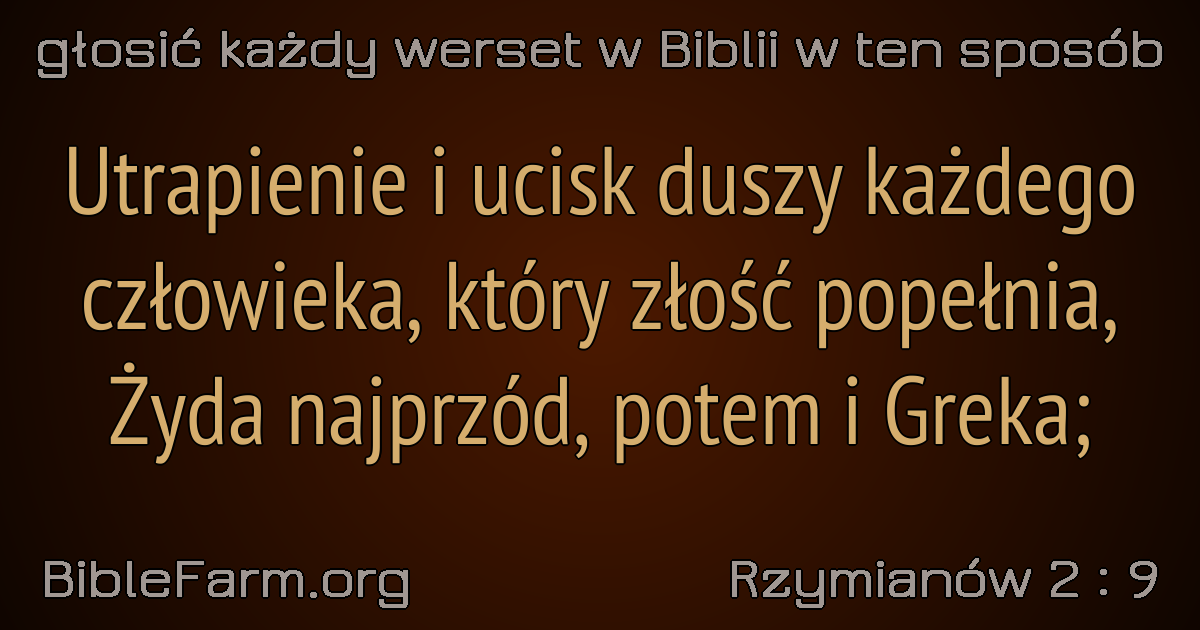 głosić każdy werset w Biblii w ten sposób
Utrapienie i ucisk duszy każdego
człowieka, który złość popełnia,
Żyda najprzód, potem i Greka;
BibleFarm.org
Rzymianów 2 : 9